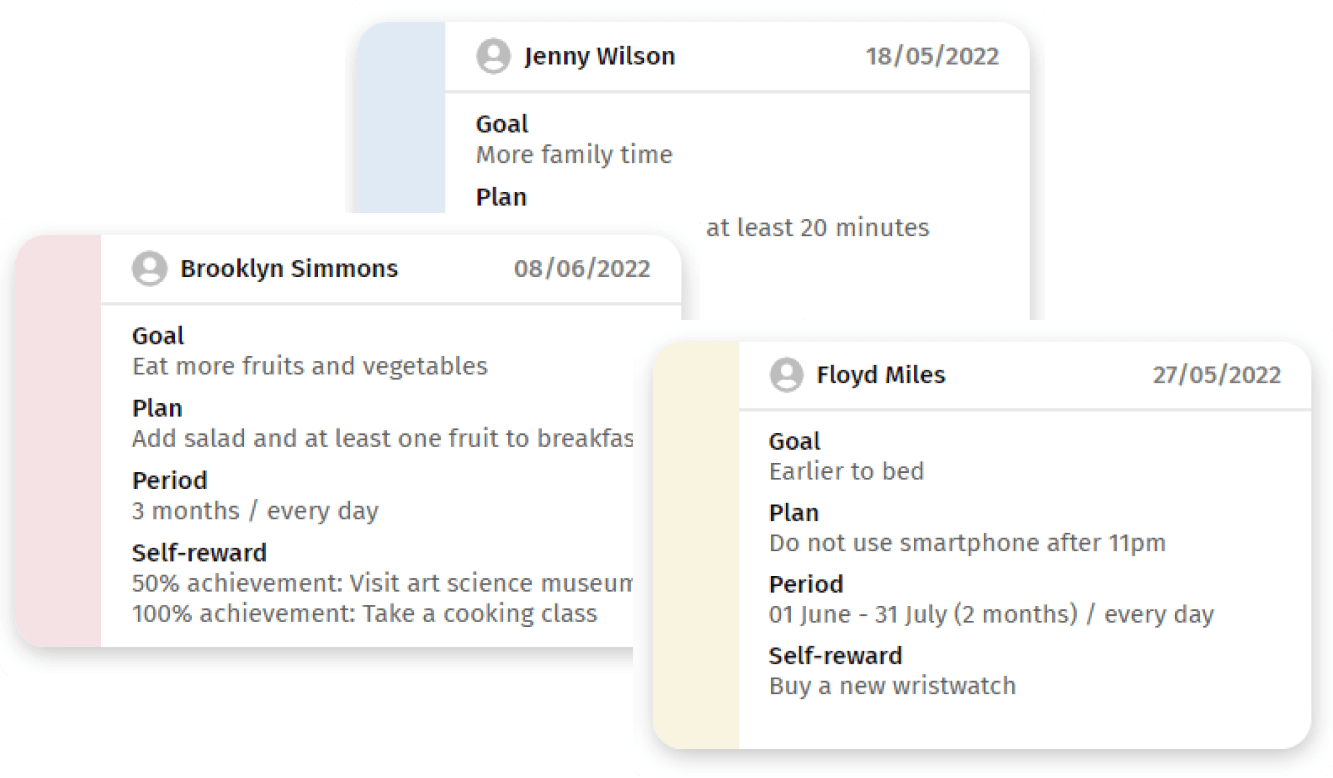 Jenny Wilson 18/05/2022
Goal
More family time
Plan
at least 20 minutes
Brooklyn Simmons 08/06/2022
Goal
Eat more fruits and vegetables
Plan
Add salad and at least one fruit to
Period
3 months / every day
Self-reward
50% achievement: Visit art science museum
100% achievement: Take a cooking class
Floyd Miles 27/05/2022
Goal
Earlier to bed
Plan
Do not use smartphone after 11pm
Period
01 June - 31 July (2 months) / every day
Self-reward
Buy a new wristwatch